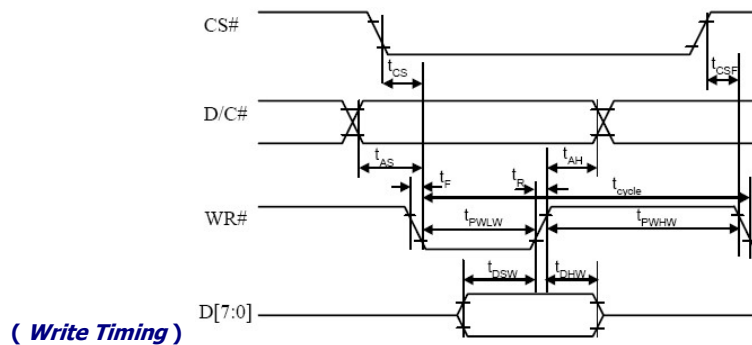 CS#
tCS
tCSF
D/C#
tAS
tAH
tF
tR
tcycle
WR#
tPWLW
tPWHW
tDSW
tDHW
( Write Timing ) D[7:0]